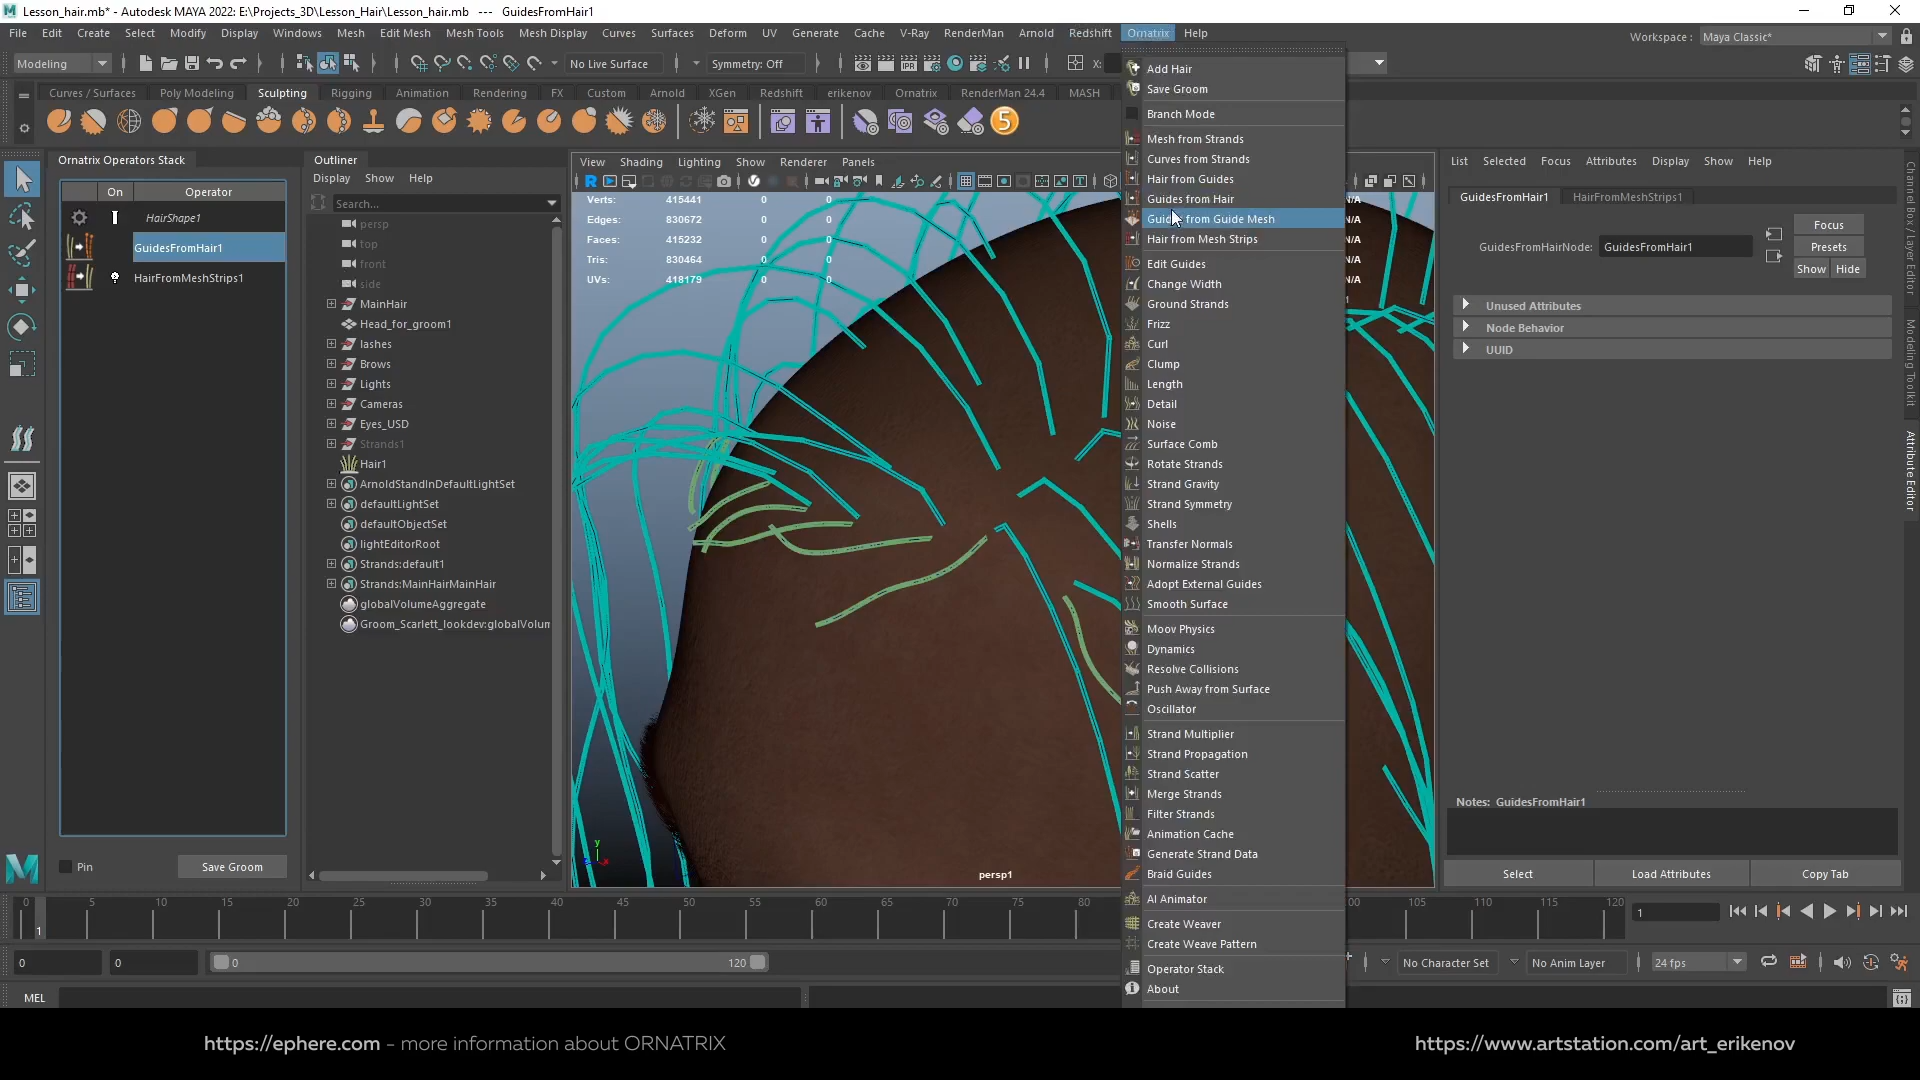 Lesson_hair.mb* - Autodesk MAYA 2022: E:\Projects_3D\Lesson_Hair\Lesson_hair.mb --- GuidesFromHair1
File Edit Create Select Modify Display Windows Mesh Edit Mesh Mesh Tools Mesh Display Curves Surfaces Deform UV Generate Cache V-Ray RenderMan Arnold Redshift Ornatrix Help
Workspace : Maya Classic*
Modeling
No Live Surface
Symmetry: Off
X:
Curves / Surfaces Poly Modeling Sculpting Rigging Animation Rendering FX Custom Arnold XGen Redshift erikenov Ornatrix RenderMan 24.4 MASH
5
Ornatrix Operators Stack
On Operator
HairShape1
GuidesFromHair1
HairFromMeshStrips1
Pin
Save Groom
Outliner
Display Show Help
Search...
persp
top
front
side
MainHair
Head_for_groom1
lashes
Brows
Lights
Cameras
Eyes_USD
Strands1
Hair1
ArnoldStandInDefaultLightSet
defaultLightSet
defaultObjectSet
lightEditorRoot
Strands:default1
Strands:MainHairMainHair
globalVolumeAggregate
Groom_Scarlett_lookdev:globalVolum
View Shading Lighting Show Renderer Panels
Verts: 415441 0 0
Edges: 830672 0 0
Faces: 415232 0 0
Tris: 830464 0 0
UVs: 418179 0 0
N/A
N/A
N/A
N/A
persp1
y
Add Hair
Save Groom
Branch Mode
Mesh from Strands
Curves from Strands
Hair from Guides
Guides from Hair
Guides from Guide Mesh
Hair from Mesh Strips
Edit Guides
Change Width
Ground Strands
Frizz
Curl
Clump
Length
Detail
Noise
Surface Comb
Rotate Strands
Strand Gravity
Strand Symmetry
Shells
Transfer Normals
Normalize Strands
Adopt External Guides
Smooth Surface
Moov Physics
Dynamics
Resolve Collisions
Push Away from Surface
Oscillator
Strand Multiplier
Strand Propagation
Strand Scatter
Merge Strands
Filter Strands
Animation Cache
Generate Strand Data
Braid Guides
AI Animator
Create Weaver
Create Weave Pattern
Operator Stack
About
List Selected Focus Attributes Display Show Help
GuidesFromHair1 HairFromMeshStrips1
GuidesFromHairNode: GuidesFromHair1
Focus
Presets
Show Hide
Unused Attributes
Node Behavior
UUID
Notes: GuidesFromHair1
Select Load Attributes Copy Tab
Channel Box / Layer Editor
Modeling Toolkit
Attribute Editor
0 5 10 15 20 25 30 35 40 45 50 55 60 65 70 75 80 00 105 110 115 120
1
1
0 0 0 120
No Character Set No Anim Layer 24 fps
MEL
https://ephere.com - more information about ORNATRIX
https://www.artstation.com/art_erikenov